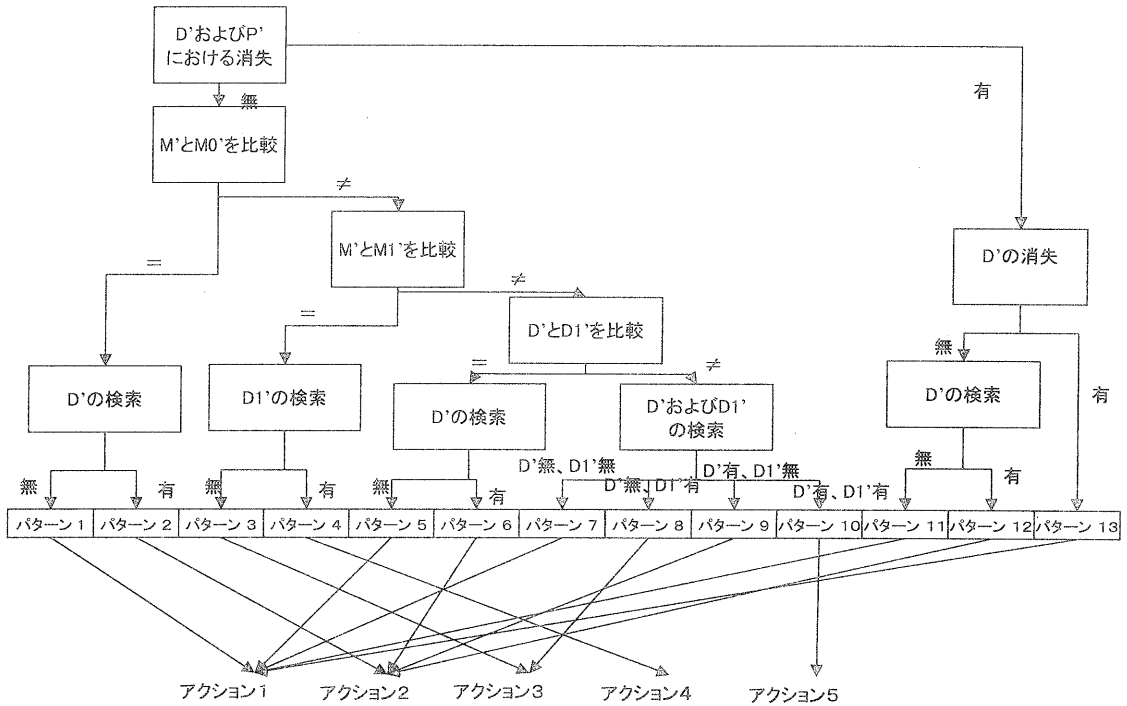 D'およびP'
における消失
無
有
M'とM0'を比較
≠
M'とM1'を比較
D'の消失
=
≠
=
D'とD1'を比較
無
=
≠
D'の検索
D1'の検索
D'の検索
D'およびD1'
の検索
D'の検索
有
無
有
無
有
無
有
D'無、D1'無
D'無、D1'有
D'有、D1'無
D'有、D1'有
無
有
パターン 1
パターン 2
パターン 3
パターン 4
パターン 5
パターン 6
パターン 7
パターン 8
パターン 9
パターン 10
パターン 11
パターン 12
パターン 13
アクション1
アクション2
アクション3
アクション4
アクション5